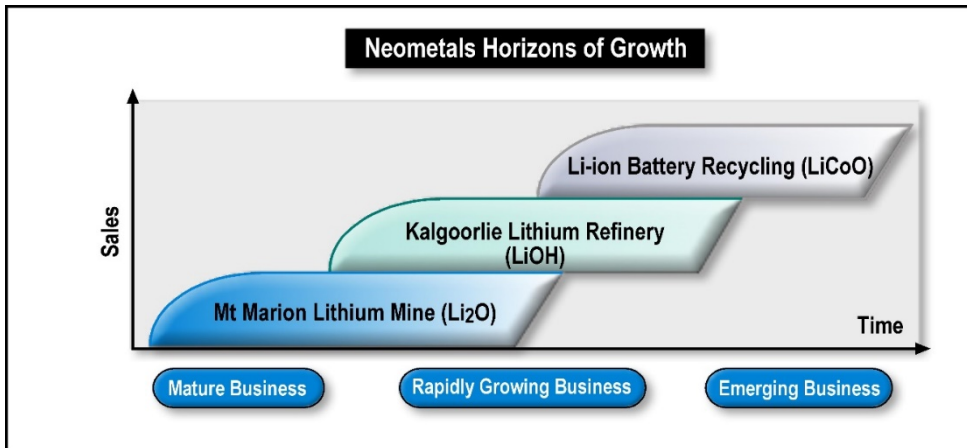 Neometals Horizons of Growth
Sales
Li-ion Battery Recycling (LiCoO)
Kalgoorlie Lithium Refinery
(LiOH)
Mt Marion Lithium Mine (Li₂O)
Time
Mature Business
Rapidly Growing Business
Emerging Business